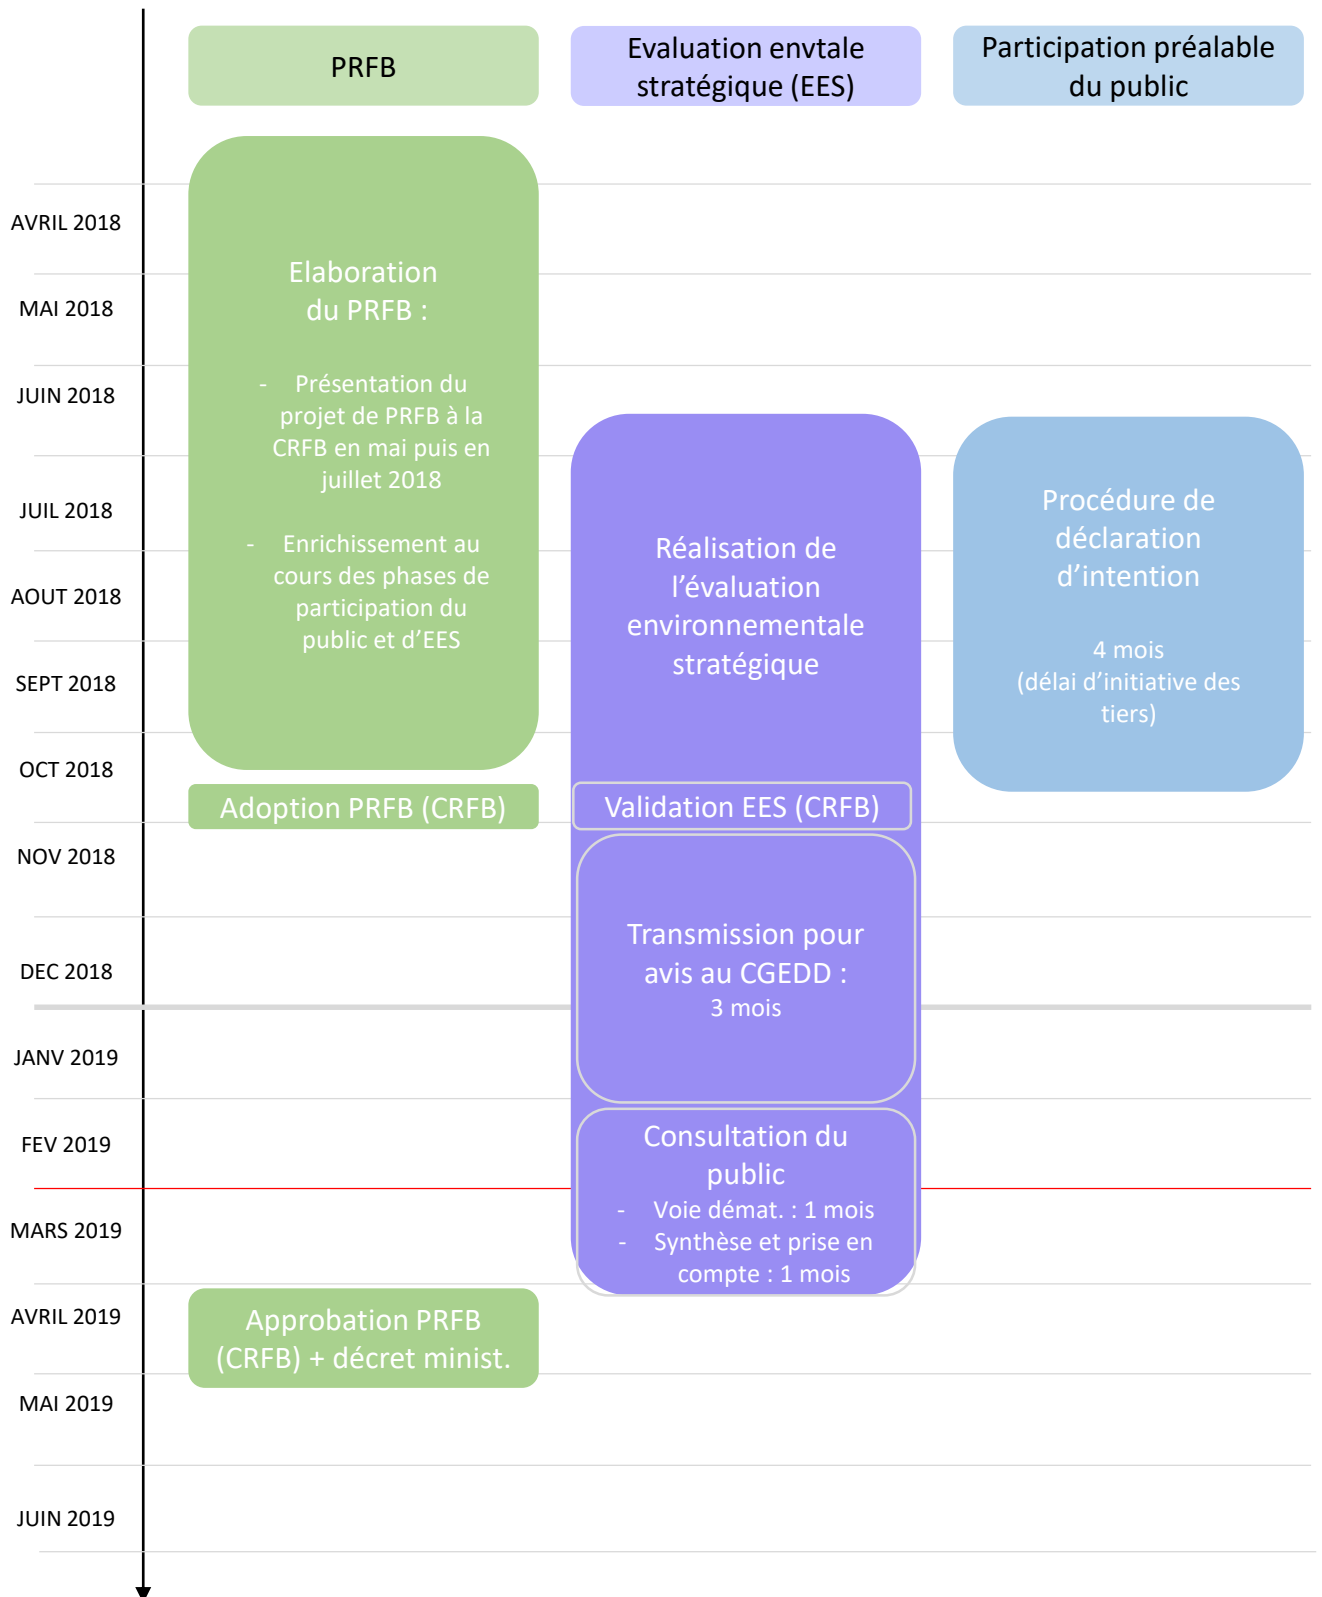 PRFB
Evaluation envtale
stratégique (EES)
Participation préalable
du public
AVRIL 2018
MAI 2018
JUIN 2018
JUIL 2018
AOUT 2018
SEPT 2018
OCT 2018
NOV 2018
DEC 2018
JANV 2019
FEV 2019
MARS 2019
AVRIL 2019
MAI 2019
JUIN 2019
Elaboration
du PRFB :
- Présentation du
projet de PRFB à la
CRFB en mai puis en
juillet 2018
- Enrichissement au
cours des phases de
participation du
public et d’EES
Adoption PRFB (CRFB)
Approbation PRFB
(CRFB) + décret minist.
Réalisation de
l’évaluation
environnementale
stratégique
Validation EES (CRFB)
Transmission pour
avis au CGEDD :
3 mois
Consultation du
public
- Voie démat. : 1 mois
- Synthèse et prise en
compte : 1 mois
Procédure de
déclaration
d’intention
4 mois
(délai d’initiative des
tiers)